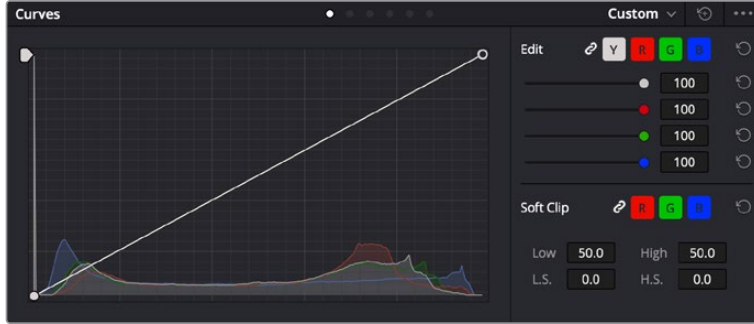 Curves Custom
Edit Y R G B
100
100
100
100
Soft Clip R G B
Low 50.0 High 50.0
L.S. 0.0 H.S. 0.0